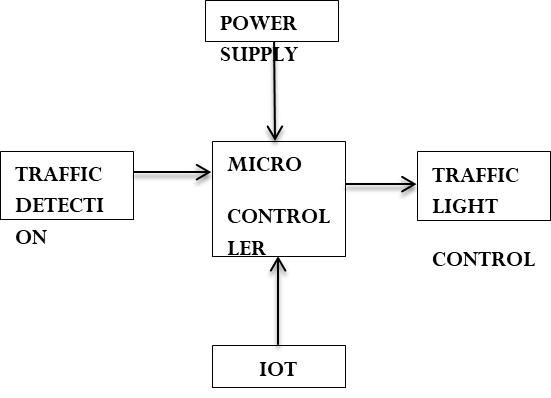 POWER
SUPPLY
TRAFFIC
DETECTI
ON
MICRO
CONTROL
LER
TRAFFIC
LIGHT
CONTROL
IOT